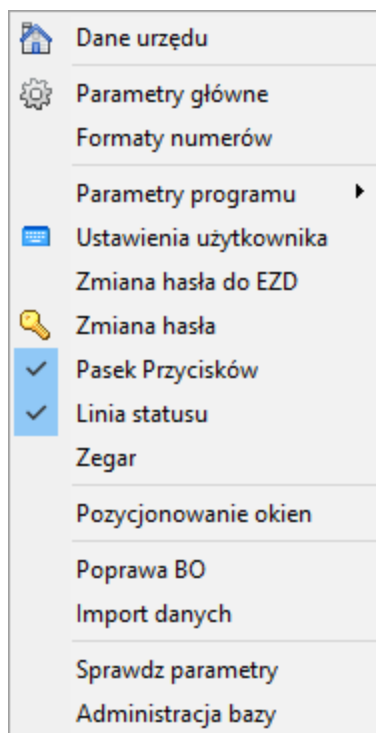 Dane urzędu
Parametry główne
Formaty numerów
Parametry programu
Ustawienia użytkownika
Zmiana hasła do EZD
Zmiana hasła
Pasek Przycisków
Linia statusu
Zegar
Pozycjonowanie okien
Poprawa BO
Import danych
Sprawdz parametry
Administracja bazy